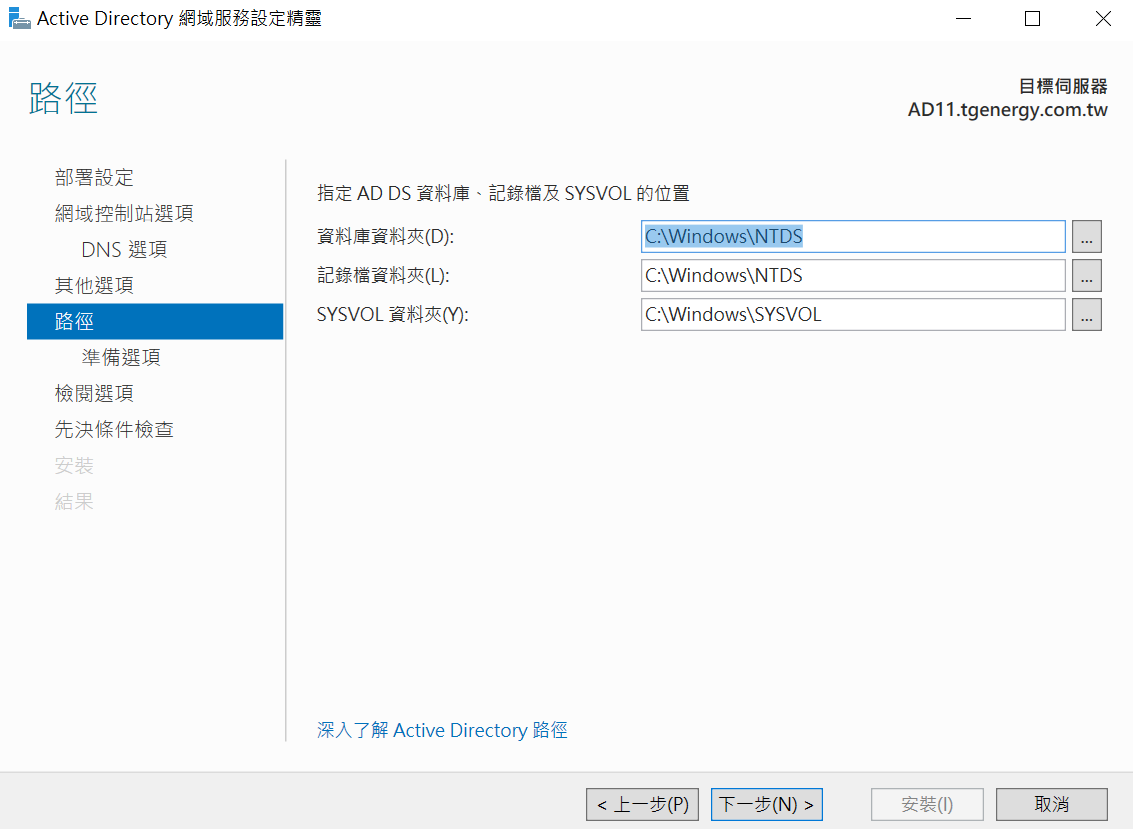 Active Directory 網域服務設定精靈
路徑
目標伺服器
AD11.tgenergy.com.tw
部署設定
網域控制站選項
DNS 選項
其他選項
路徑
準備選項
檢閱選項
先決條件檢查
安裝
結果
指定 AD DS 資料庫、記錄檔及 SYSVOL 的位置
資料庫資料夾(D): C:\Windows\NTDS ...
記錄檔資料夾(L): C:\Windows\NTDS ...
SYSVOL 資料夾(Y): C:\Windows\SYSVOL ...
深入了解 Active Directory 路徑
< 上一步(P) 下一步(N) > 安裝(I) 取消